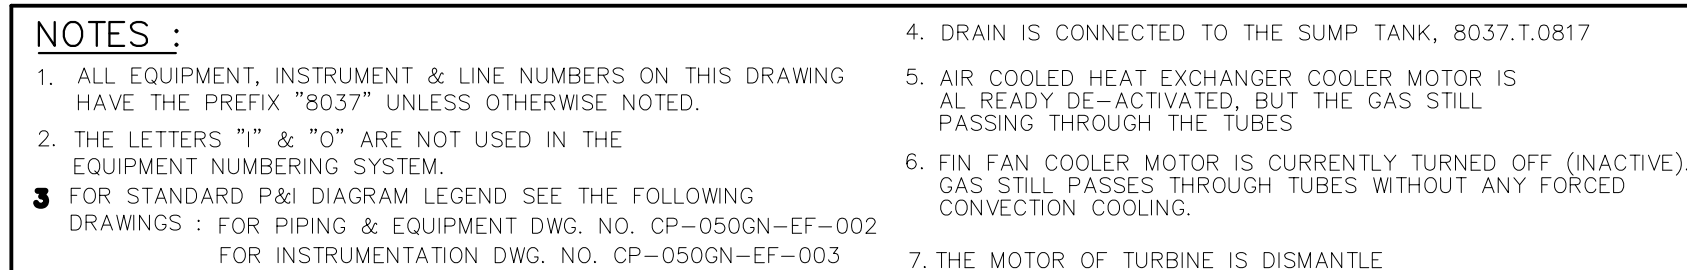 NOTES :
1. ALL EQUIPMENT, INSTRUMENT & LINE NUMBERS ON THIS DRAWING
HAVE THE PREFIX "8037" UNLESS OTHERWISE NOTED.
2. THE LETTERS "I" & "O" ARE NOT USED IN THE
EQUIPMENT NUMBERING SYSTEM.
3 FOR STANDARD P&I DIAGRAM LEGEND SEE THE FOLLOWING
DRAWINGS : FOR PIPING & EQUIPMENT DWG. NO. CP-050GN-EF-002
FOR INSTRUMENTATION DWG. NO. CP-050GN-EF-003
4. DRAIN IS CONNECTED TO THE SUMP TANK, 8037.T.0817
5. AIR COOLED HEAT EXCHANGER COOLER MOTOR IS
AL READY DE-ACTIVATED, BUT THE GAS STILL
PASSING THROUGH THE TUBES
6. FIN FAN COOLER MOTOR IS CURRENTLY TURNED OFF (INACTIVE).
GAS STILL PASSES THROUGH TUBES WITHOUT ANY FORCED
CONVECTION COOLING.
7. THE MOTOR OF TURBINE IS DISMANTLE